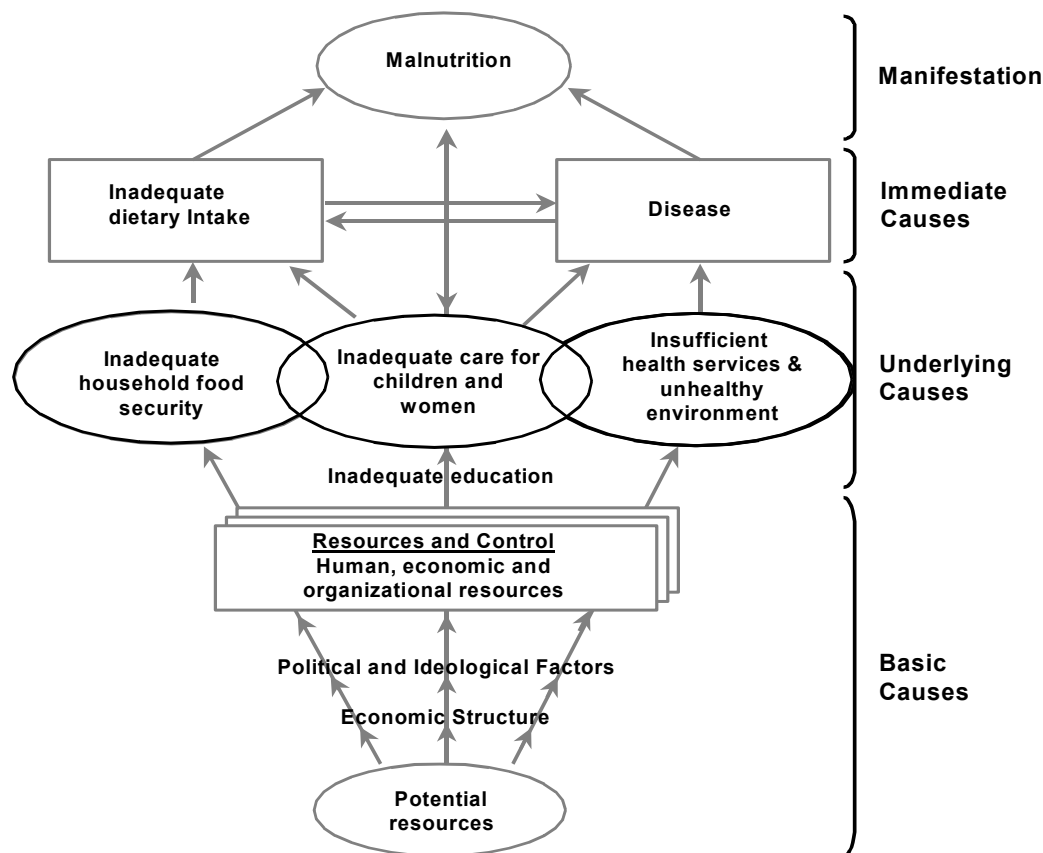 Malnutrition
Manifestation
Inadequate
dietary Intake
Disease
Immediate
Causes
Inadequate
household food
security
Inadequate care for
children and
women
Insufficient
health services &
unhealthy
environment
Underlying
Causes
Inadequate education
Resources and Control
Human, economic and
organizational resources
Political and Ideological Factors
Economic Structure
Basic
Causes
Potential
resources